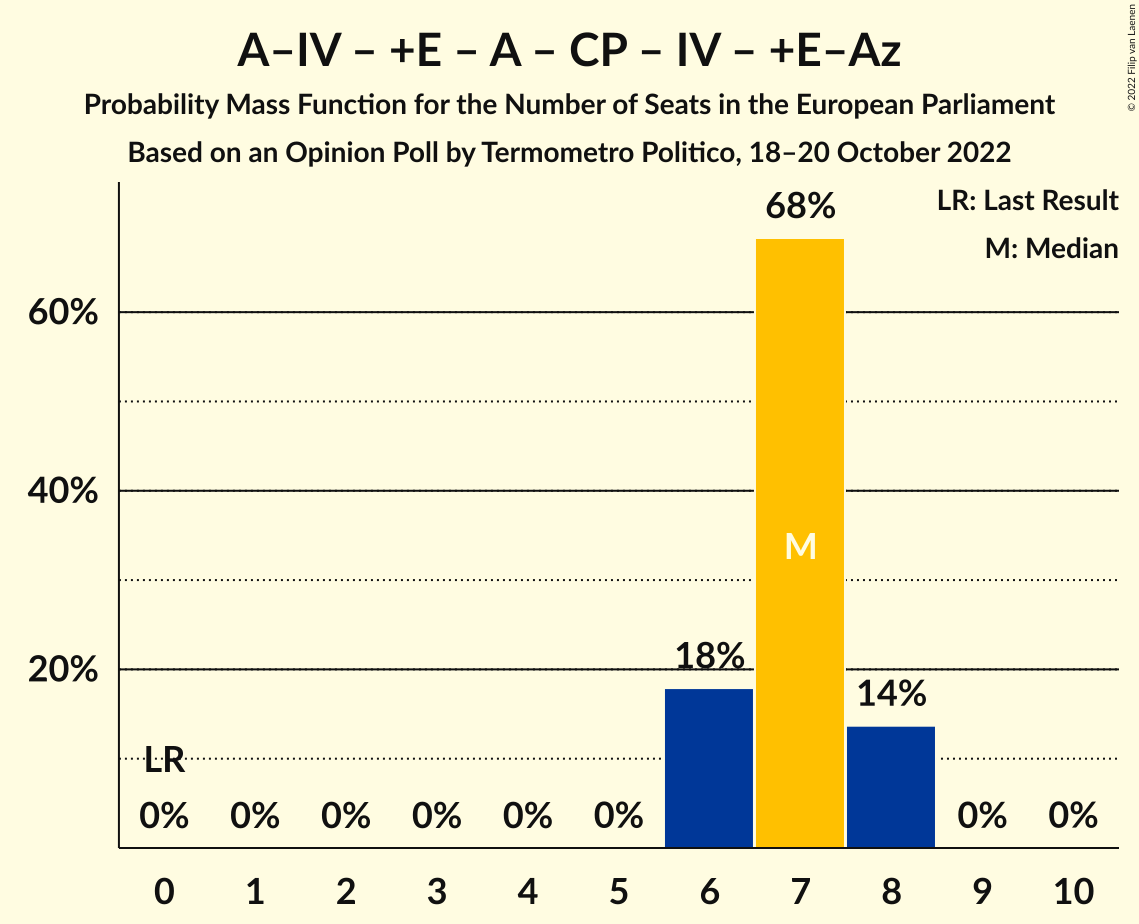 A–IV – +E – A – CP – IV – +E–Az
Probability Mass Function for the Number of Seats in the European Parliament
Based on an Opinion Poll by Termometro Politico, 18–20 October 2022
© 2022 Filip van Laenen
LR: Last Result
M: Median
68%
60%
40%
M
20%
18%
14%
LR
0% 0% 0% 0% 0% 0% 0% 0%
0 1 2 3 4 5 6 7 8 9 10